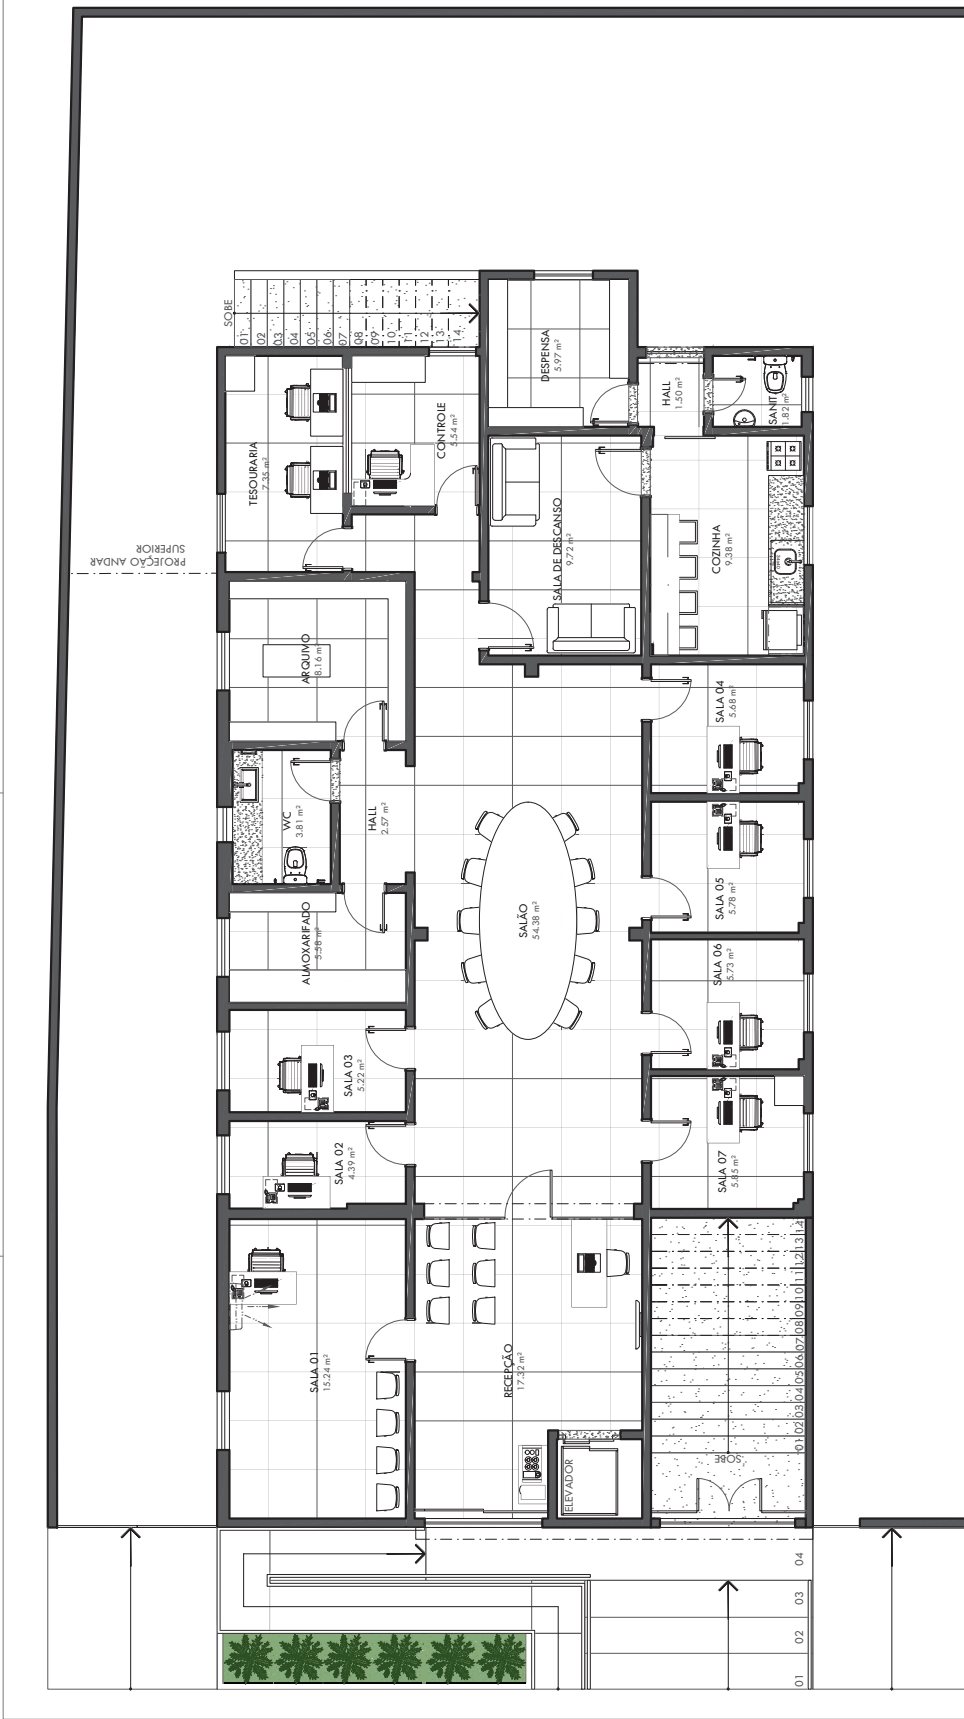 SOBE
01
02
03
04
05
06
07
08
09
10
11
12
13
14
DESPENSA
5.97 m²
HALL
1.50 m²
SANIT.
1.82 m²
TESOURARIA
7.35 m²
CONTROLE
5.54 m²
SALA DE DESCANSO
9.72 m²
COZINHA
9.38 m²
PROJEÇÃO ANDAR
SUPERIOR
ARQUIVO
8.16 m²
WC
3.81 m²
HALL
2.57 m²
ALMOXARIFADO
5.58 m²
SALÃO
54.38 m²
SALA 04
5.68 m²
SALA 05
5.78 m²
SALA 06
5.73 m²
SALA 07
5.85 m²
SALA 03
5.22 m²
SALA 02
4.39 m²
SALA 01
15.24 m²
RECEPÇÃO
17.32 m²
ELEVADOR
SOBE
01 02 03 04 05 06 07 08 09 10 11 12 13 14
01
02
03
04